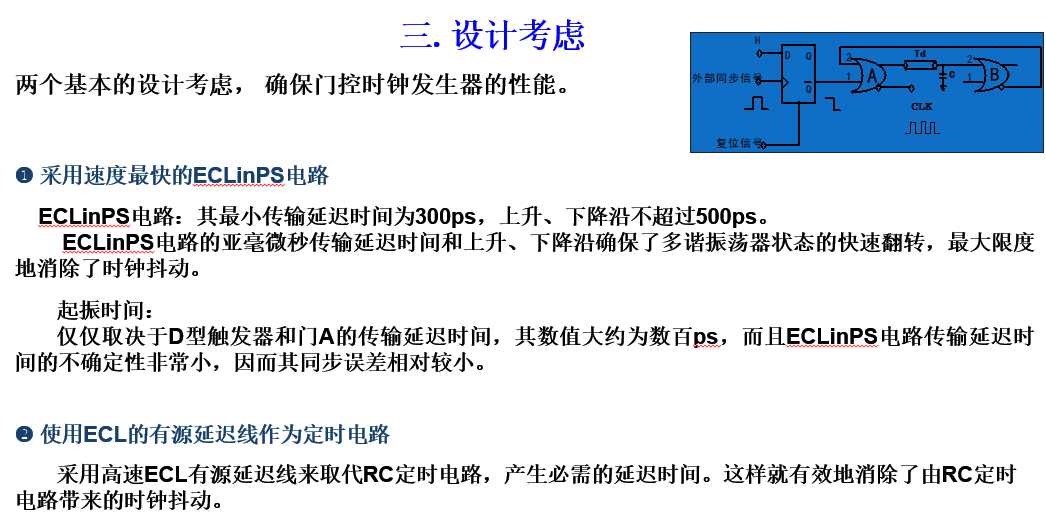 三. 设计考虑
两个基本的设计考虑， 确保门控时钟发生器的性能。
H
D
Q
Q
外部同步信号
复位信号
2
1
A
Td
C
CLK
2
1
B
❶ 采用速度最快的ECLinPS电路
ECLinPS电路：其最小传输延迟时间为300ps，上升、下降沿不超过500ps。
ECLinPS电路的亚毫微秒传输延迟时间和上升、下降沿确保了多谐振荡器状态的快速翻转，最大限度
地消除了时钟抖动。
起振时间：
仅仅取决于D型触发器和门A的传输延迟时间，其数值大约为数百ps，而且ECLinPS电路传输延迟时
间的不确定性非常小，因而其同步误差相对较小。
❷ 使用ECL的有源延迟线作为定时电路
采用高速ECL有源延迟线来取代RC定时电路，产生必需的延迟时间。这样就有效地消除了由RC定时
电路带来的时钟抖动。